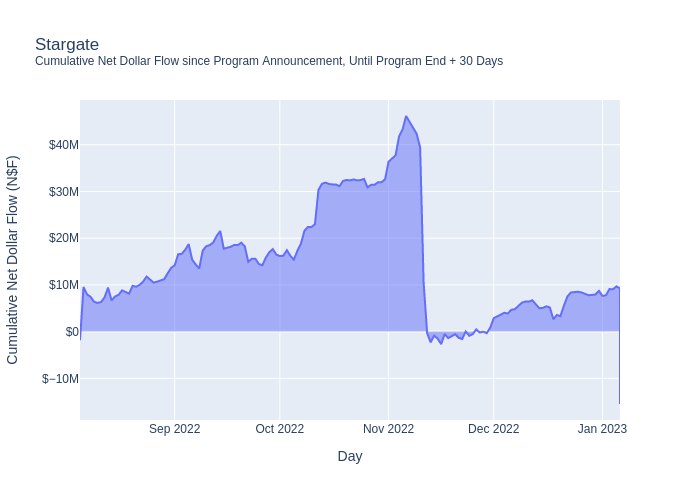 Stargate
Cumulative Net Dollar Flow since Program Announcement, Until Program End + 30 Days
Cumulative Net Dollar Flow (N$F)
$40M
$30M
$20M
$10M
$0
$−10M
Sep 2022
Oct 2022
Nov 2022
Dec 2022
Jan 2023
Day